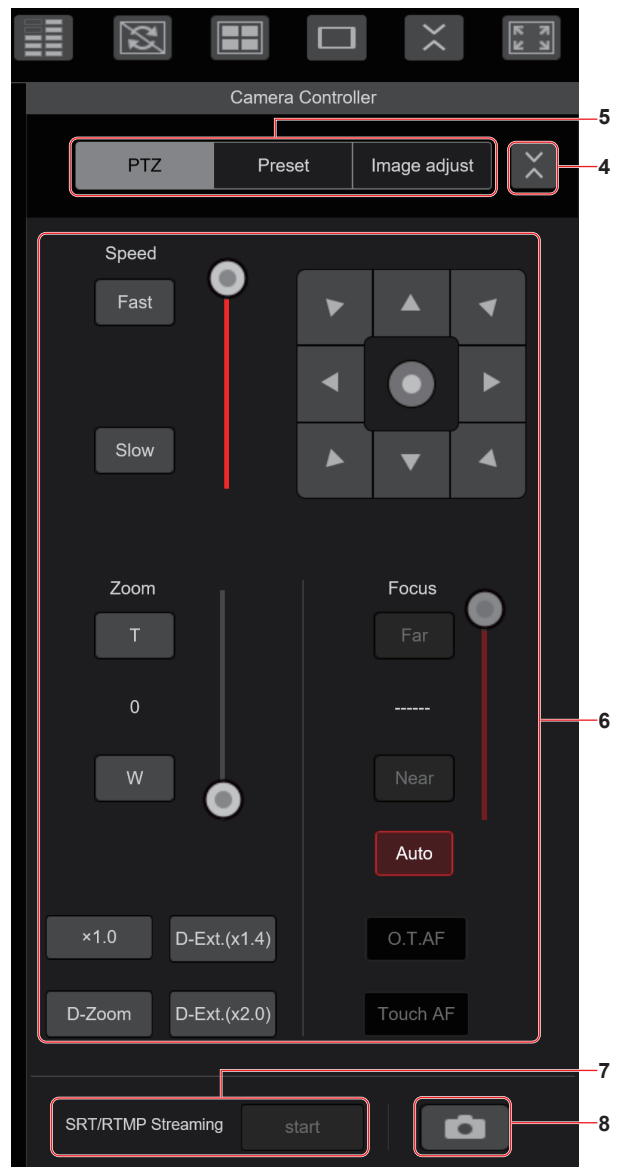 Camera Controller
5
PTZ Preset Image adjust
4
Speed
Fast
Slow
Zoom Focus
T Far
0 ------
6
W Near
Auto
×1.0 D-Ext.(x1.4) O.T.AF
D-Zoom D-Ext.(x2.0) Touch AF
7
SRT/RTMP Streaming start
8